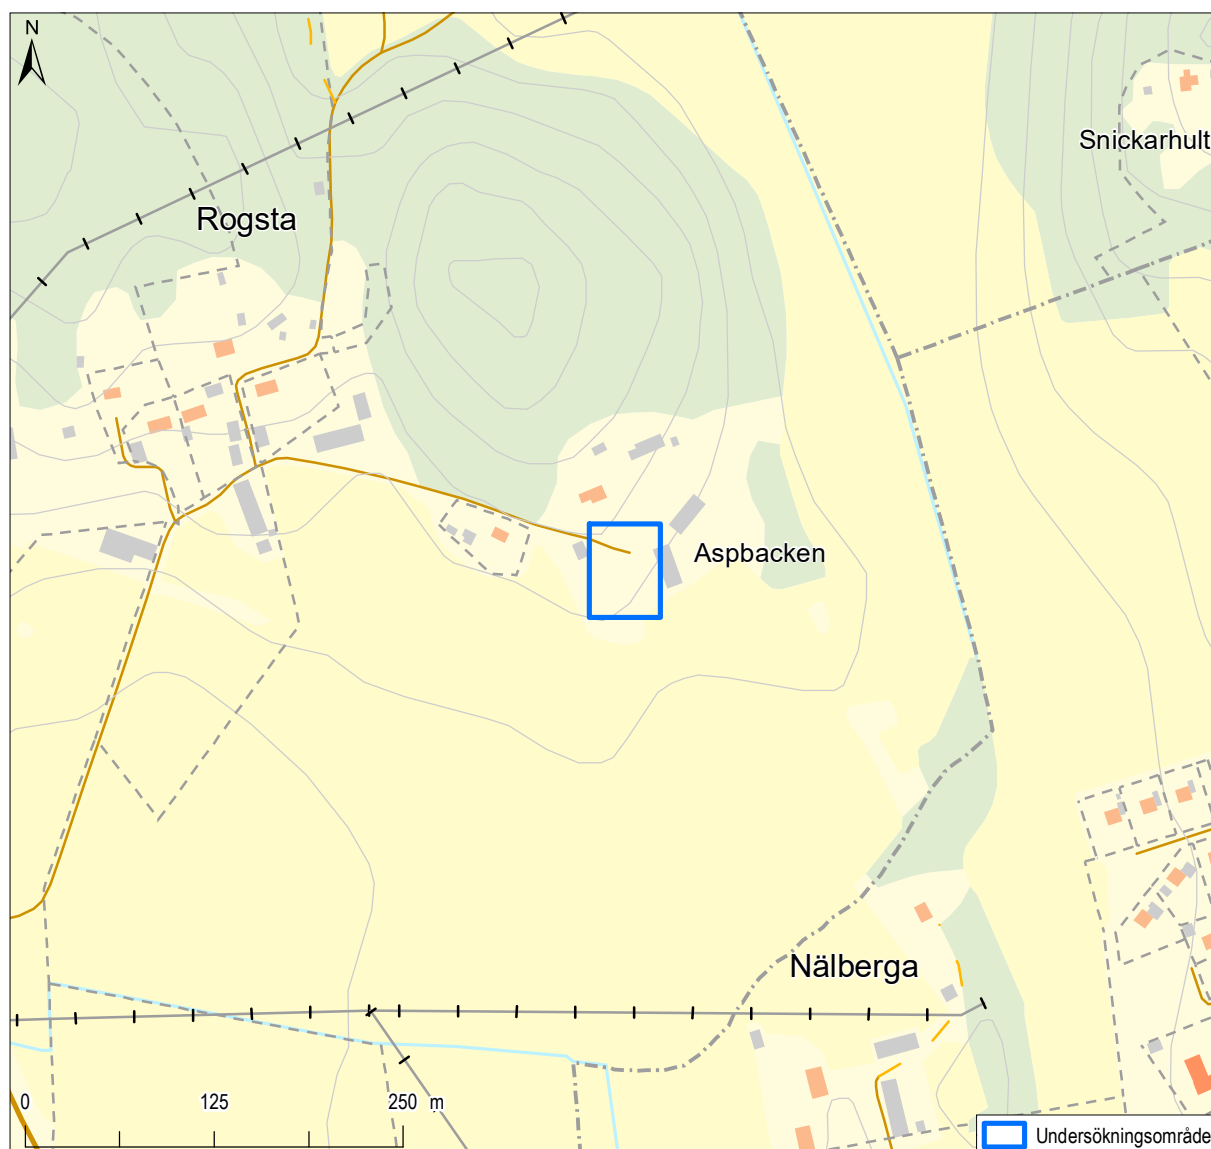 N
Snickarhult
Rogsta
Aspbacken
Nälberga
0 125 250 m
Undersökningsområde